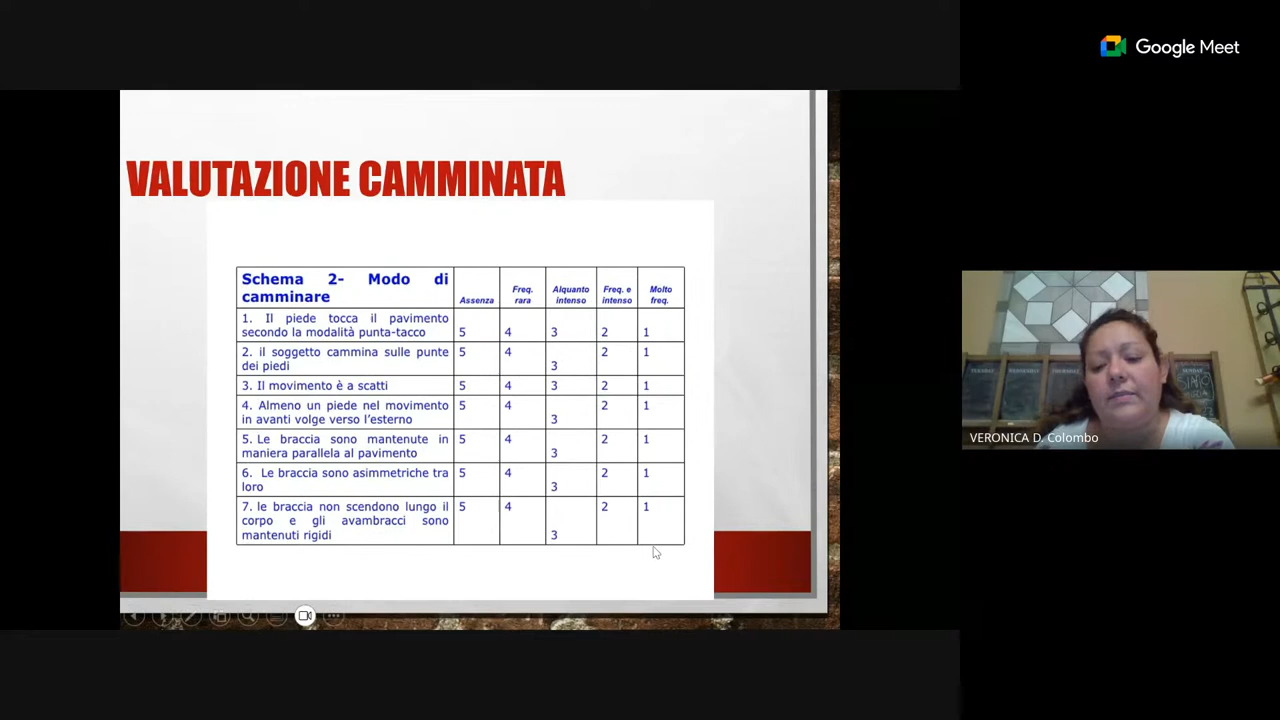 Google Meet
VALUTAZIONE CAMMINATA
Schema 2- Modo di
camminare
Assenza
Freq.
rara
Alquanto
intenso
Freq. e
intenso
Molto
freq.
1. Il piede tocca il pavimento
secondo la modalità punta-tacco
5 4 3 2 1
2. il soggetto cammina sulle punte
dei piedi
5 4 3 2 1
3. Il movimento è a scatti
5 4 3 2 1
4. Almeno un piede nel movimento
in avanti volge verso l'esterno
5 4 3 2 1
5. Le braccia sono mantenute in
maniera parallela al pavimento
5 4 3 2 1
6. Le braccia sono asimmetriche tra
loro
5 4 3 2 1
7. le braccia non scendono lungo il
corpo e gli avambracci sono
mantenuti rigidi
5 4 3 2 1
TUESDAY
WEDNESDAY
THURSDAY
SUNDAY
VERONICA D. Colombo